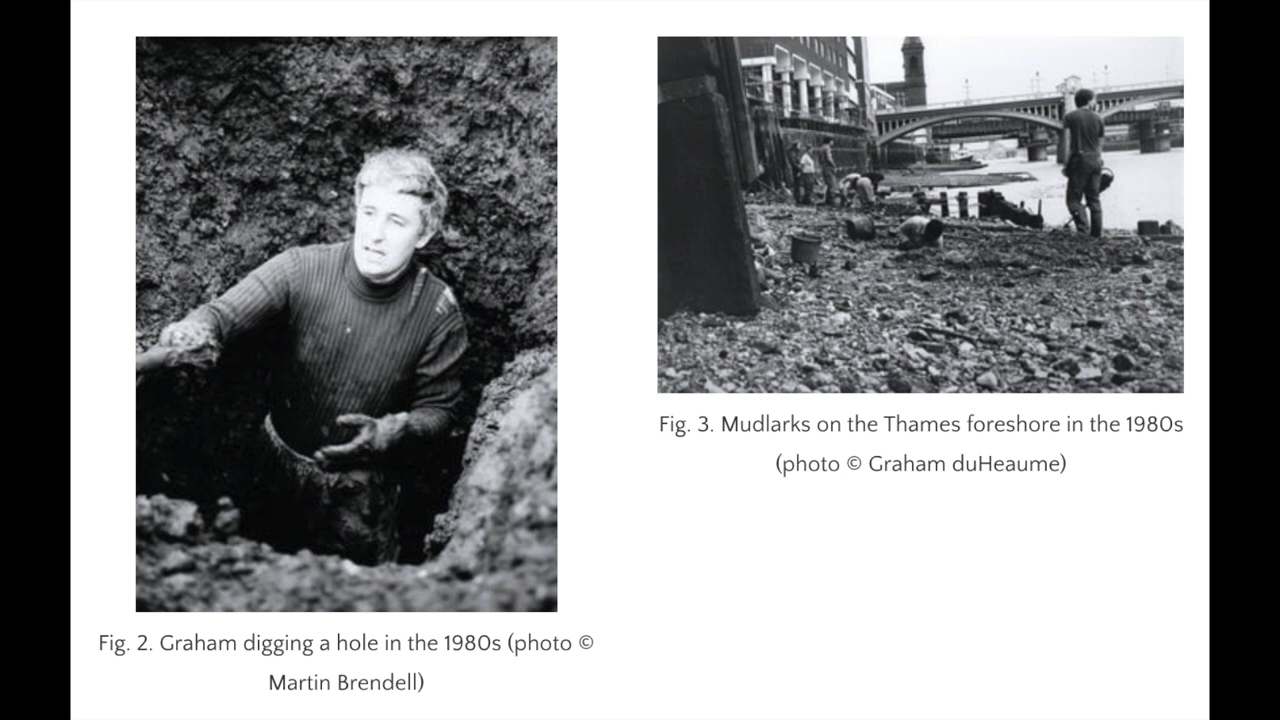 Fig. 2. Graham digging a hole in the 1980s (photo ©
Martin Brendell)
Fig. 3. Mudlarks on the Thames foreshore in the 1980s
(photo © Graham duHeaume)